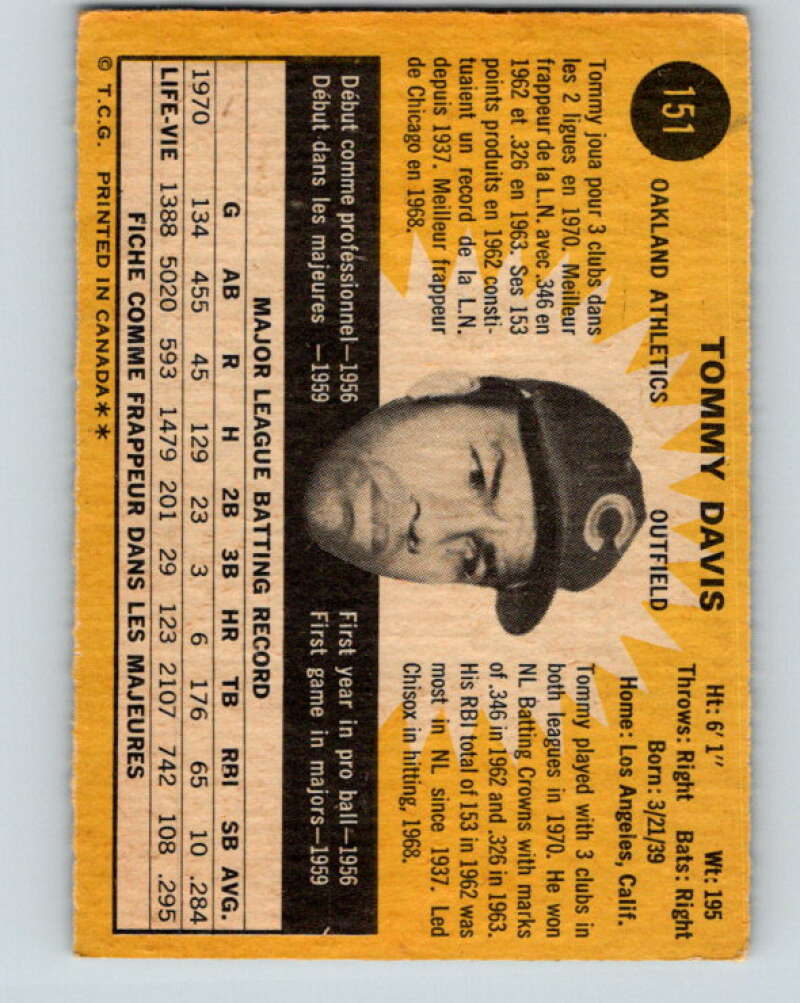 151
TOMMY DAVIS
OAKLAND ATHLETICS OUTFIELD
Ht: 6'1" Wt: 195
Throws: Right Bats: Right
Born: 3/21/39
Home: Los Angeles, Calif.
Tommy joua pour 3 clubs dans
les 2 ligues en 1970. Meilleur
frappeur de la L.N. avec .346 en
1962 et .326 en 1963. Ses 153
points produits en 1962 consti-
tuaient un record de la L.N.
depuis 1937. Meilleur frappeur
de Chicago en 1968.
C
Tommy played with 3 clubs in
both leagues in 1970. He won
NL Batting Crowns with marks
of .346 in 1962 and .326 in 1963.
His RBI total of 153 in 1962 was
most in NL since 1937. Led
Chisox in hitting, 1968.
Début comme professionnel—1956
Début dans les majeures —1959
First year in pro ball—1956
First game in majors—1959
MAJOR LEAGUE BATTING RECORD
G AB R H 2B 3B HR TB RBI SB AVG.
1970 134 455 45 129 23 3 6 176 65 10 .284
LIFE-VIE 1388 5020 593 1479 201 29 123 2107 742 108 .295
FICHE COMME FRAPPEUR DANS LES MAJEURES
© T.C.G. PRINTED IN CANADA**